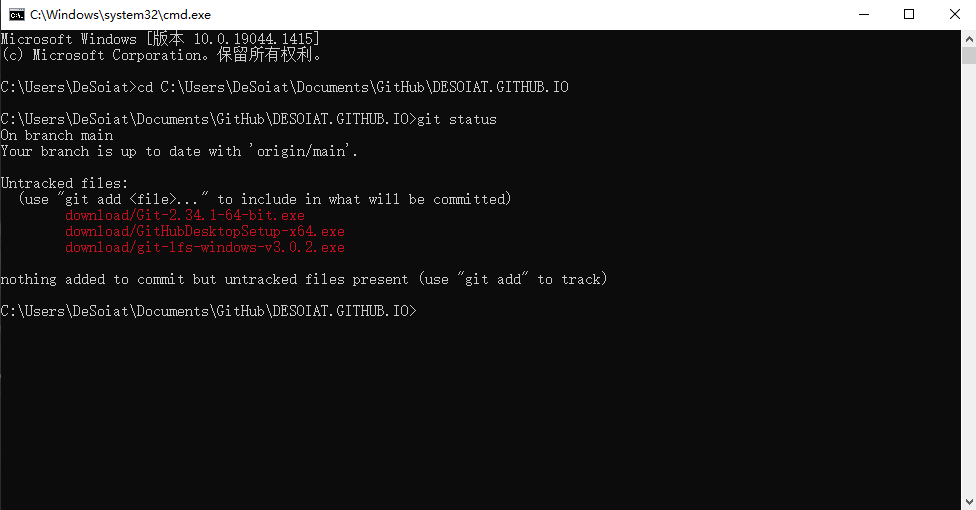 C:\Windows\system32\cmd.exe
Microsoft Windows [版本 10.0.19044.1415]
(c) Microsoft Corporation。保留所有权利。
C:\Users\DeSoiat>cd C:\Users\DeSoiat\Documents\GitHub\DESOIAT.GITHUB.IO
C:\Users\DeSoiat\Documents\GitHub\DESOIAT.GITHUB.IO>git status
On branch main
Your branch is up to date with 'origin/main'.
Untracked files:
(use "git add <file>..." to include in what will be committed)
download/Git-2.34.1-64-bit.exe
download/GitHubDesktopSetup-x64.exe
download/git-lfs-windows-v3.0.2.exe
nothing added to commit but untracked files present (use "git add" to track)
C:\Users\DeSoiat\Documents\GitHub\DESOIAT.GITHUB.IO>